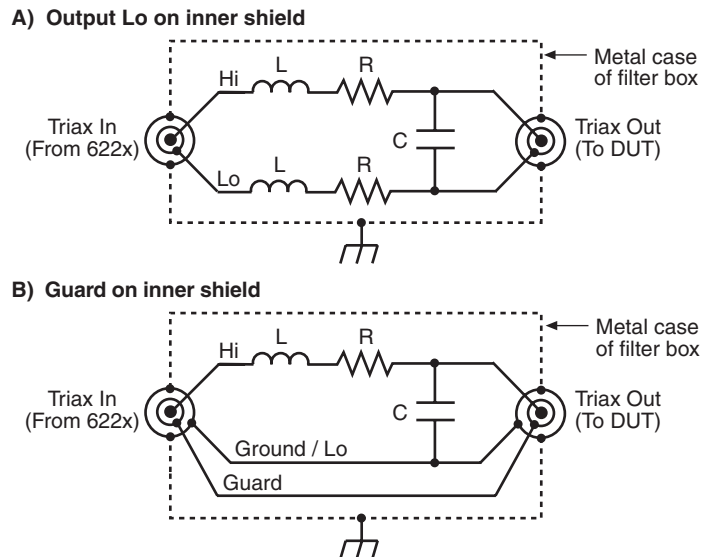 A) Output Lo on inner shield
Metal case
of filter box
Hi
L
R
Triax In
(From 622x)
C
Triax Out
(To DUT)
Lo
L
R
B) Guard on inner shield
Metal case
of filter box
Hi
L
R
Triax In
(From 622x)
C
Triax Out
(To DUT)
Ground / Lo
Guard